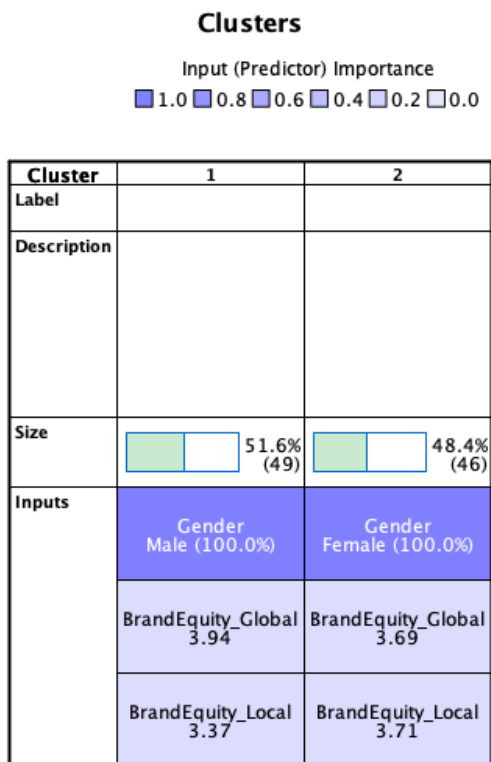 Clusters
Input (Predictor) Importance
1.0 0.8 0.6 0.4 0.2 0.0
Cluster 1 2
Label
Description
Size 51.6% (49) 48.4% (46)
Inputs
Gender Gender
Male (100.0%) Female (100.0%)
BrandEquity_Global BrandEquity_Global
3.94 3.69
BrandEquity_Local BrandEquity_Local
3.37 3.71